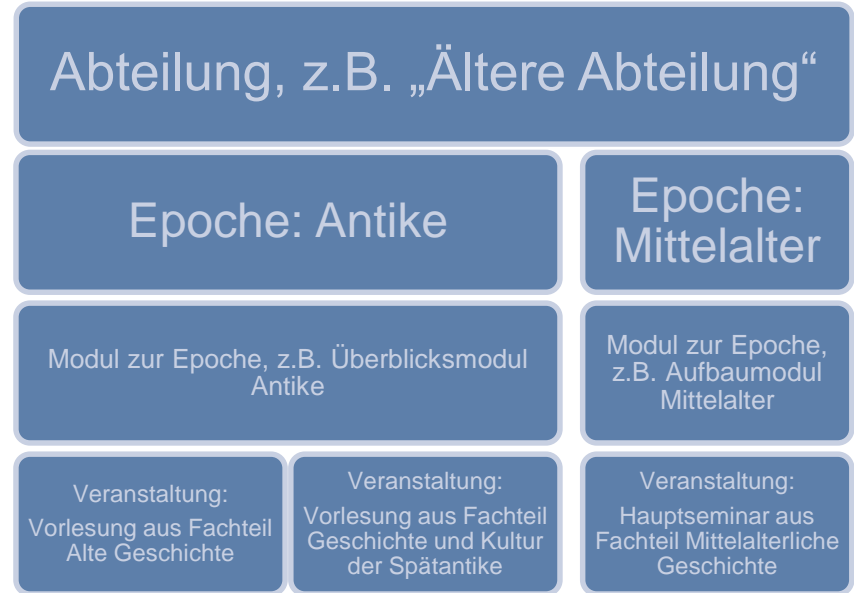 Abteilung, z.B. „Ältere Abteilung“
Epoche: Antike
Epoche:
Mittelalter
Modul zur Epoche, z.B. Überblicksmodul
Antike
Modul zur Epoche,
z.B. Aufbaumodul
Mittelalter
Veranstaltung:
Vorlesung aus Fachteil
Alte Geschichte
Veranstaltung:
Vorlesung aus Fachteil
Geschichte und Kultur
der Spätantike
Veranstaltung:
Hauptseminar aus
Fachteil Mittelalterliche
Geschichte